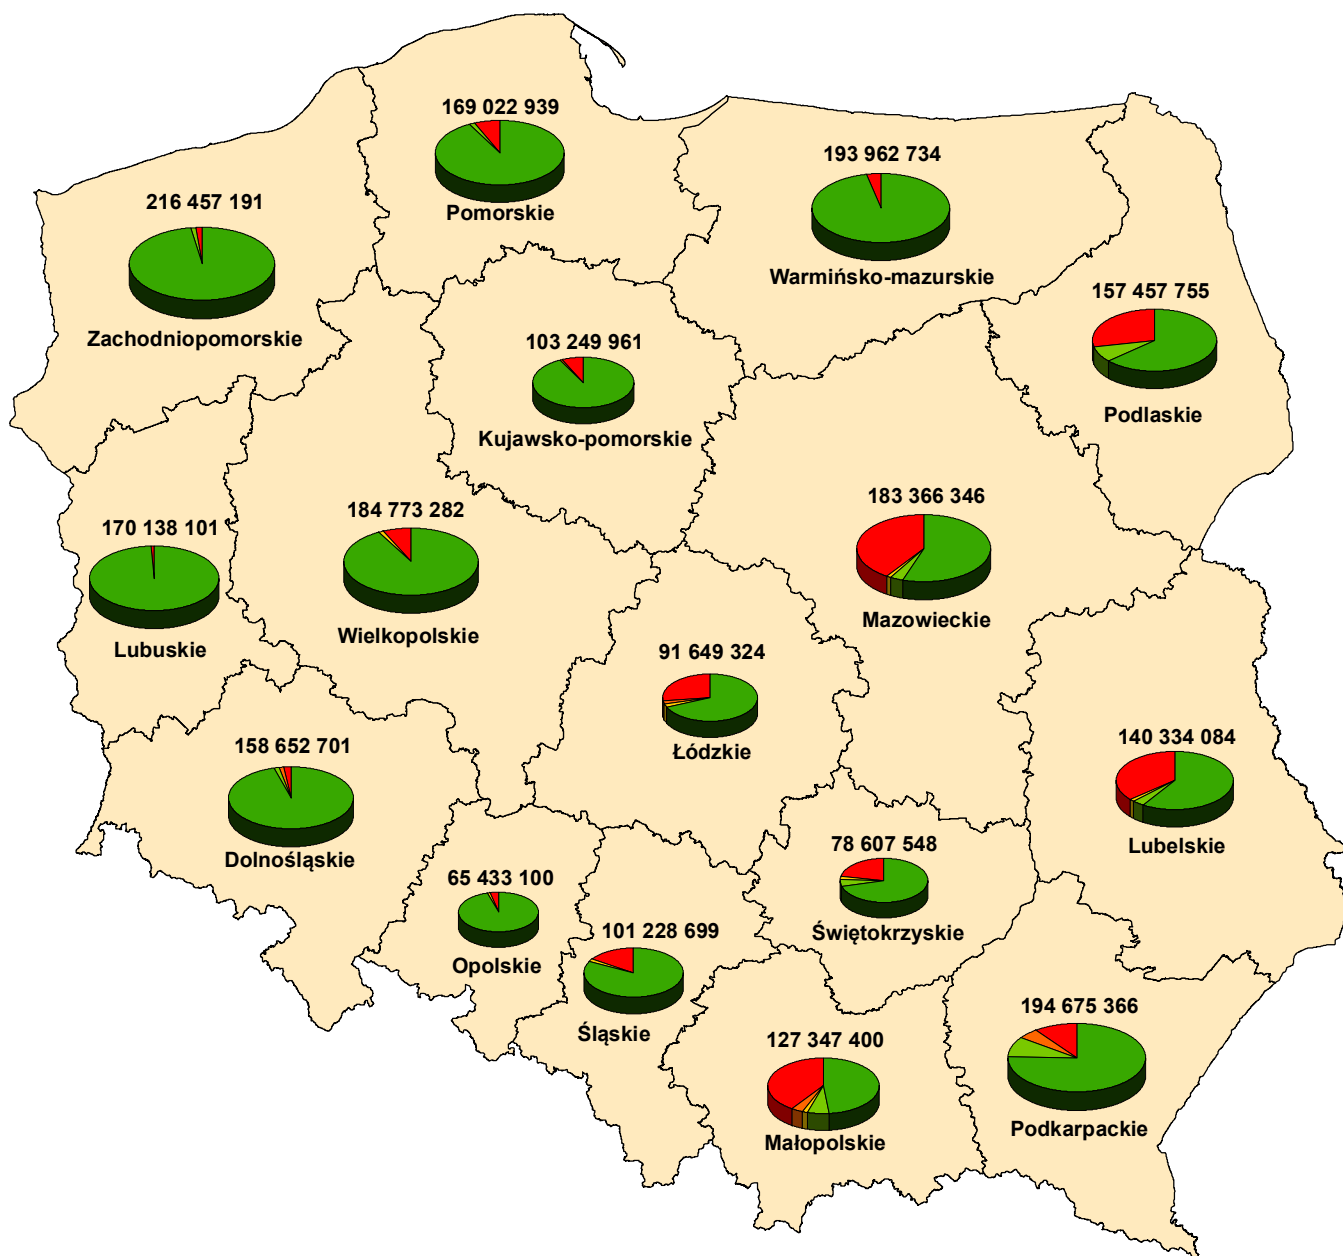 169 022 939
Pomorskie
193 962 734
Warmińsko-mazurskie
216 457 191
Zachodniopomorskie
157 457 755
Podlaskie
103 249 961
Kujawsko-pomorskie
170 138 101
Lubuskie
184 773 282
Wielkopolskie
183 366 346
Mazowieckie
91 649 324
Łódzkie
158 652 701
Dolnośląskie
140 334 084
Lubelskie
65 433 100
Opolskie
101 228 699
Śląskie
78 607 548
Świętokrzyskie
127 347 400
Małopolskie
194 675 366
Podkarpackie